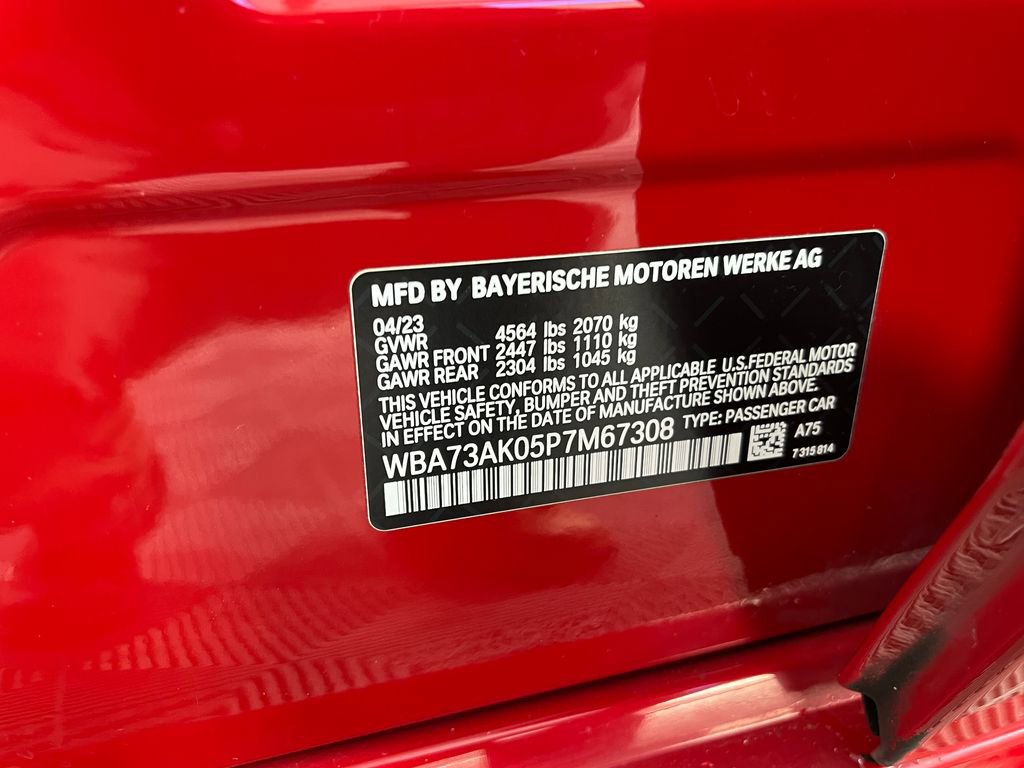 MFD BY BAYERISCHE MOTOREN WERKE AG
04/23
GVWR 4564 lbs 2070 kg
GAWR FRONT 2447 lbs 1110 kg
GAWR REAR 2304 lbs 1045 kg
THIS VEHICLE CONFORMS TO ALL APPLICABLE U.S.FEDERAL MOTOR
VEHICLE SAFETY, BUMPER AND THEFT PREVENTION STANDARDS
IN EFFECT ON THE DATE OF MANUFACTURE SHOWN ABOVE.
WBA73AK05P7M67308 TYPE: PASSENGER CAR
A75
7 315 814